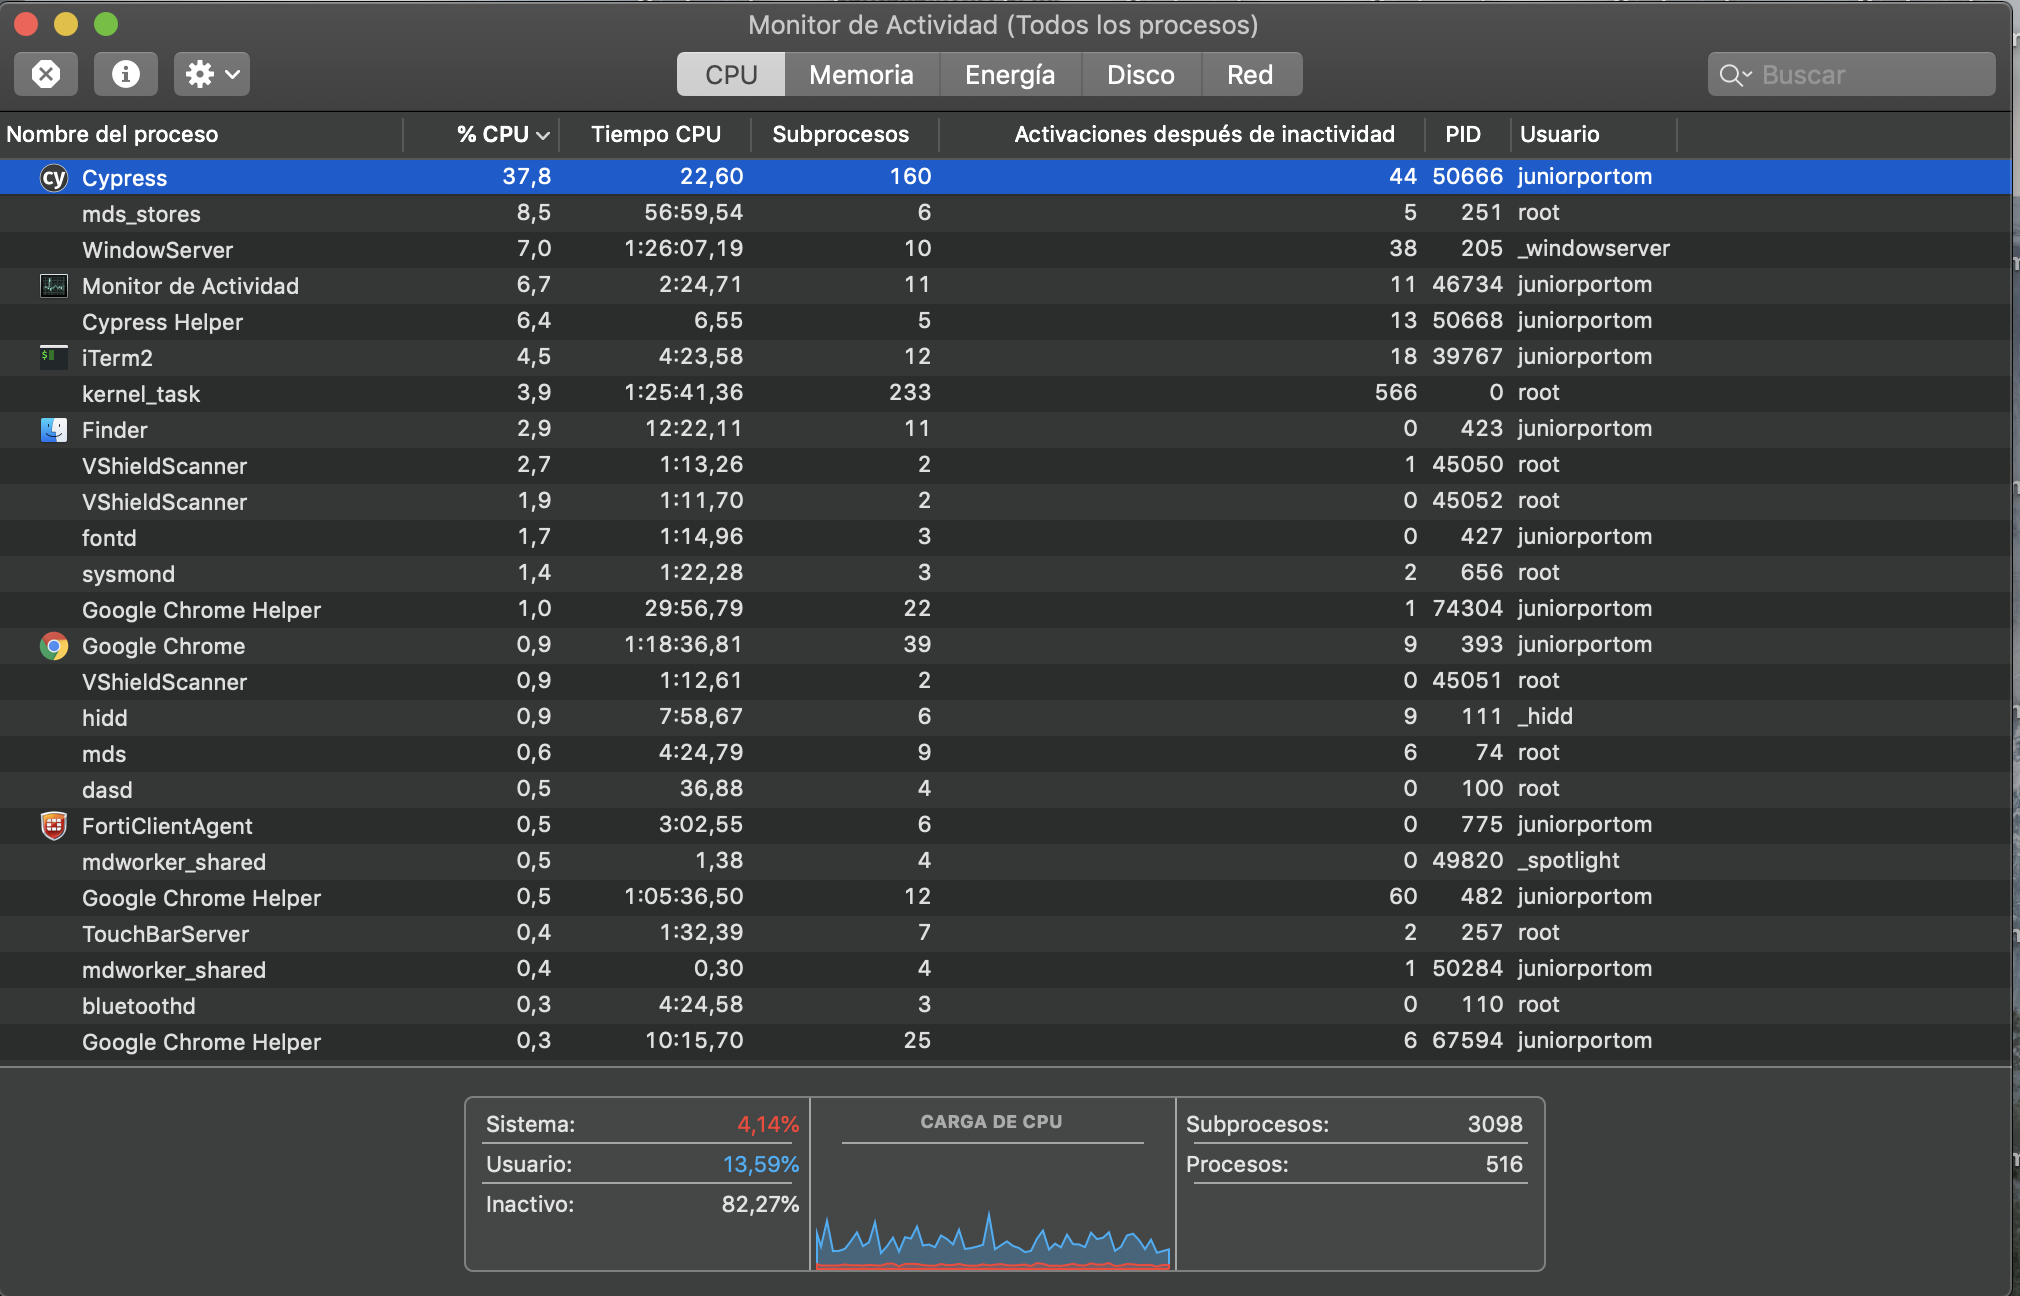 Monitor de Actividad (Todos los procesos)
CPU Memoria Energía Disco Red Buscar
Nombre del proceso % CPU Tiempo CPU Subprocesos Activaciones después de inactividad PID Usuario
cy Cypress 37,8 22,60 160 44 50666 juniorportom
mds_stores 8,5 56:59,54 6 5 251 root
WindowServer 7,0 1:26:07,19 10 38 205 _windowserver
Monitor de Actividad 6,7 2:24,71 11 11 46734 juniorportom
Cypress Helper 6,4 6,55 5 13 50668 juniorportom
iTerm2 4,5 4:23,58 12 18 39767 juniorportom
kernel_task 3,9 1:25:41,36 233 566 0 root
Finder 2,9 12:22,11 11 0 423 juniorportom
VShieldScanner 2,7 1:13,26 2 1 45050 root
VShieldScanner 1,9 1:11,70 2 0 45052 root
fontd 1,7 1:14,96 3 0 427 juniorportom
sysmond 1,4 1:22,28 3 2 656 root
Google Chrome Helper 1,0 29:56,79 22 1 74304 juniorportom
Google Chrome 0,9 1:18:36,81 39 9 393 juniorportom
VShieldScanner 0,9 1:12,61 2 0 45051 root
hidd 0,9 7:58,67 6 9 111 _hidd
mds 0,6 4:24,79 9 6 74 root
dasd 0,5 36,88 4 0 100 root
FortiClientAgent 0,5 3:02,55 6 0 775 juniorportom
mdworker_shared 0,5 1,38 4 0 49820 _spotlight
Google Chrome Helper 0,5 1:05:36,50 12 60 482 juniorportom
TouchBarServer 0,4 1:32,39 7 2 257 root
mdworker_shared 0,4 0,30 4 1 50284 juniorportom
bluetoothd 0,3 4:24,58 3 0 110 root
Google Chrome Helper 0,3 10:15,70 25 6 67594 juniorportom
Sistema: 4,14% CARGA DE CPU Subprocesos: 3098
Usuario: 13,59% Procesos: 516
Inactivo: 82,27%